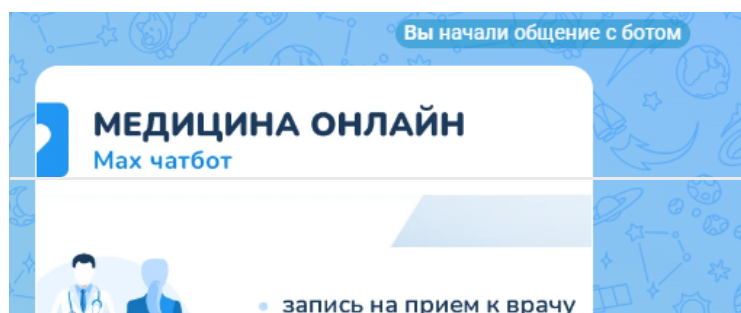 Вы начали общение с ботом
МЕДИЦИНА ОНЛАЙН
Max чатбот
запись на прием к врачу